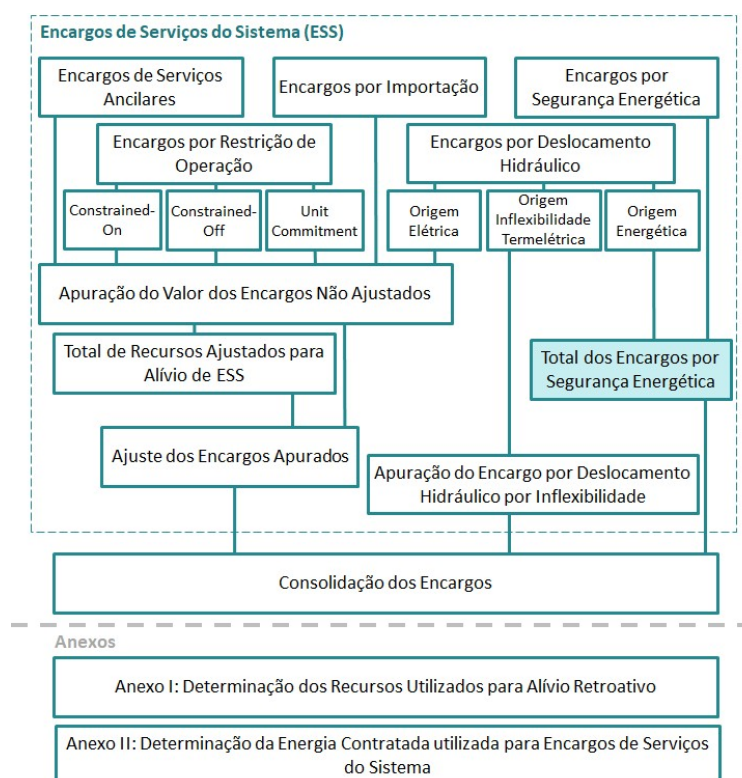 Encargos de Serviços do Sistema (ESS)
Encargos de Serviços
Ancilares
Encargos por Importação
Encargos por
Segurança Energética
Encargos por Restrição de
Operação
Encargos por Deslocamento
Hidráulico
Constrained-
On
Constrained-
Off
Unit
Commitment
Origem
Elétrica
Origem
Inflexibilidade
Termelétrica
Origem
Energética
Apuração do Valor dos Encargos Não Ajustados
Total de Recursos Ajustados para
Alívio de ESS
Total dos Encargos por
Segurança Energética
Ajuste dos Encargos Apurados
Apuração do Encargo por Deslocamento
Hidráulico por Inflexibilidade
Consolidação dos Encargos
Anexos
Anexo I: Determinação dos Recursos Utilizados para Alívio Retroativo
Anexo II: Determinação da Energia Contratada utilizada para Encargos de Serviços
do Sistema